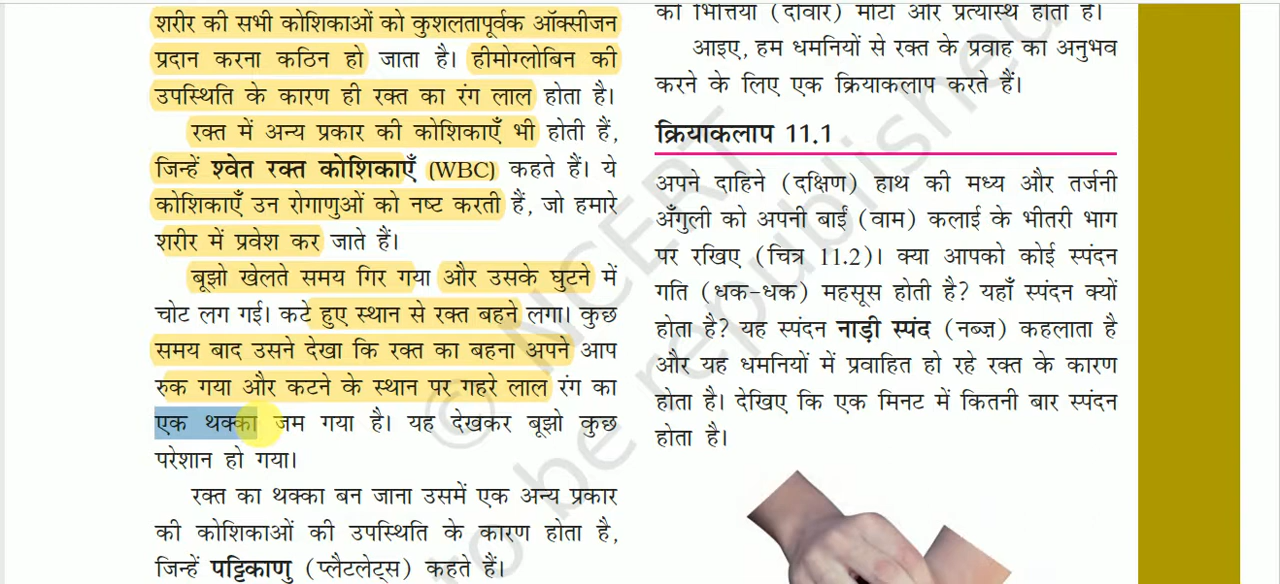 शरीर की सभी कोशिकाओं को कुशलतापूर्वक ऑक्सीजन
प्रदान करना कठिन हो जाता है। हीमोग्लोबिन की
उपस्थिति के कारण ही रक्त का रंग लाल होता है।
रक्त में अन्य प्रकार की कोशिकाएँ भी होती हैं,
जिन्हें श्वेत रक्त कोशिकाएँ (WBC) कहते हैं। ये
कोशिकाएँ उन रोगाणुओं को नष्ट करती हैं, जो हमारे
शरीर में प्रवेश कर जाते हैं।
बूझो खेलते समय गिर गया और उसके घुटने में
चोट लग गई। कटे हुए स्थान से रक्त बहने लगा। कुछ
समय बाद उसने देखा कि रक्त का बहना अपने आप
रुक गया और कटने के स्थान पर गहरे लाल रंग का
एक थक्का जम गया है। यह देखकर बूझो कुछ
परेशान हो गया।
रक्त का थक्का बन जाना उसमें एक अन्य प्रकार
की कोशिकाओं की उपस्थिति के कारण होता है,
जिन्हें पट्टिकाणु (प्लैटलेट्स) कहते हैं।
की भित्तियाँ (दीवार) मोटी और प्रत्यास्थ होती हैं।
आइए, हम धमनियों से रक्त के प्रवाह का अनुभव
करने के लिए एक क्रियाकलाप करते हैं।
क्रियाकलाप 11.1
अपने दाहिने (दक्षिण) हाथ की मध्य और तर्जनी
अँगुली को अपनी बाईं (वाम) कलाई के भीतरी भाग
पर रखिए (चित्र 11.2)। क्या आपको कोई स्पंदन
गति (धक-धक) महसूस होती है? यहाँ स्पंदन क्यों
होता है? यह स्पंदन नाड़ी स्पंद (नब्ज़) कहलाता है
और यह धमनियों में प्रवाहित हो रहे रक्त के कारण
होता है। देखिए कि एक मिनट में कितनी बार स्पंदन
होता है।
© NCERT
to be republished